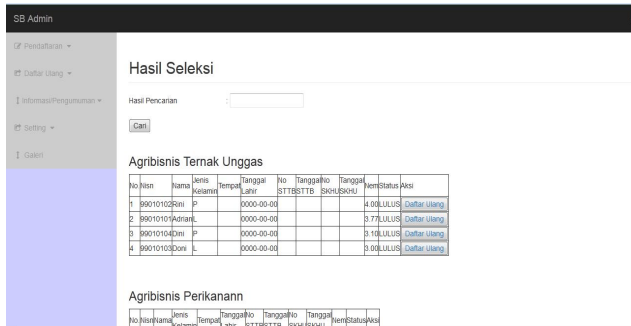 SB Admin
Pendaftaran
Daftar Ulang
Informasi/Pengumuman
Setting
Galeri
Hasil Seleksi
Hasil Pencarian :
Cari
Agribisnis Ternak Unggas
No. Nisn Nama Jenis Kelamin Tempat Tanggal Lahir No STTB Tanggal STTB No SKHU Tanggal SKHU Nem Status Aksi
1 99010102 Rini P 0000-00-00 4.00 LULUS Daftar Ulang
2 99010101 Adrian L 0000-00-00 3.77 LULUS Daftar Ulang
3 99010104 Dini P 0000-00-00 3.10 LULUS Daftar Ulang
4 99010103 Doni L 0000-00-00 3.00 LULUS Daftar Ulang
Agribisnis Perikanann
No. Nisn Nama Jenis Kelamin Tempat Tanggal Lahir No STTB Tanggal STTB No SKHU Tanggal SKHU Nem Status Aksi